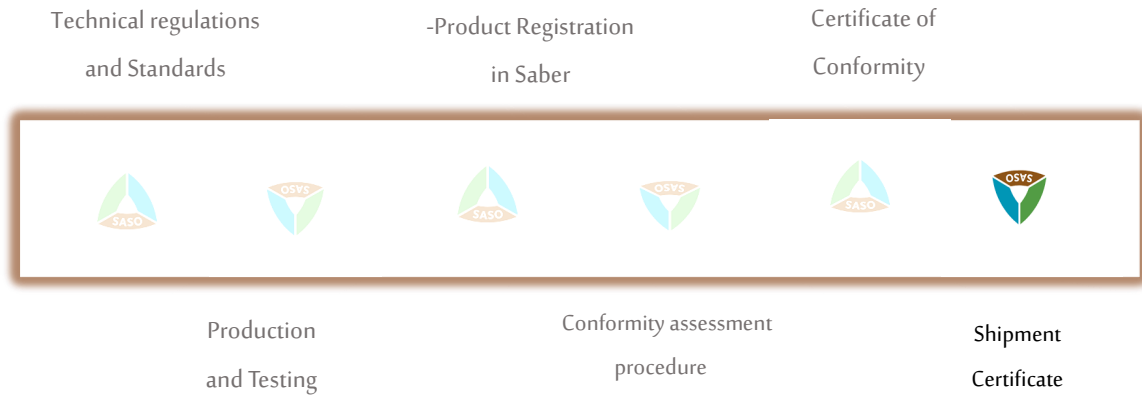 Technical regulations
and Standards
-Product Registration
in Saber
Certificate of
Conformity
SASO
SASO
SASO
SASO
SASO
SASO
Production
and Testing
Conformity assessment
procedure
Shipment
Certificate